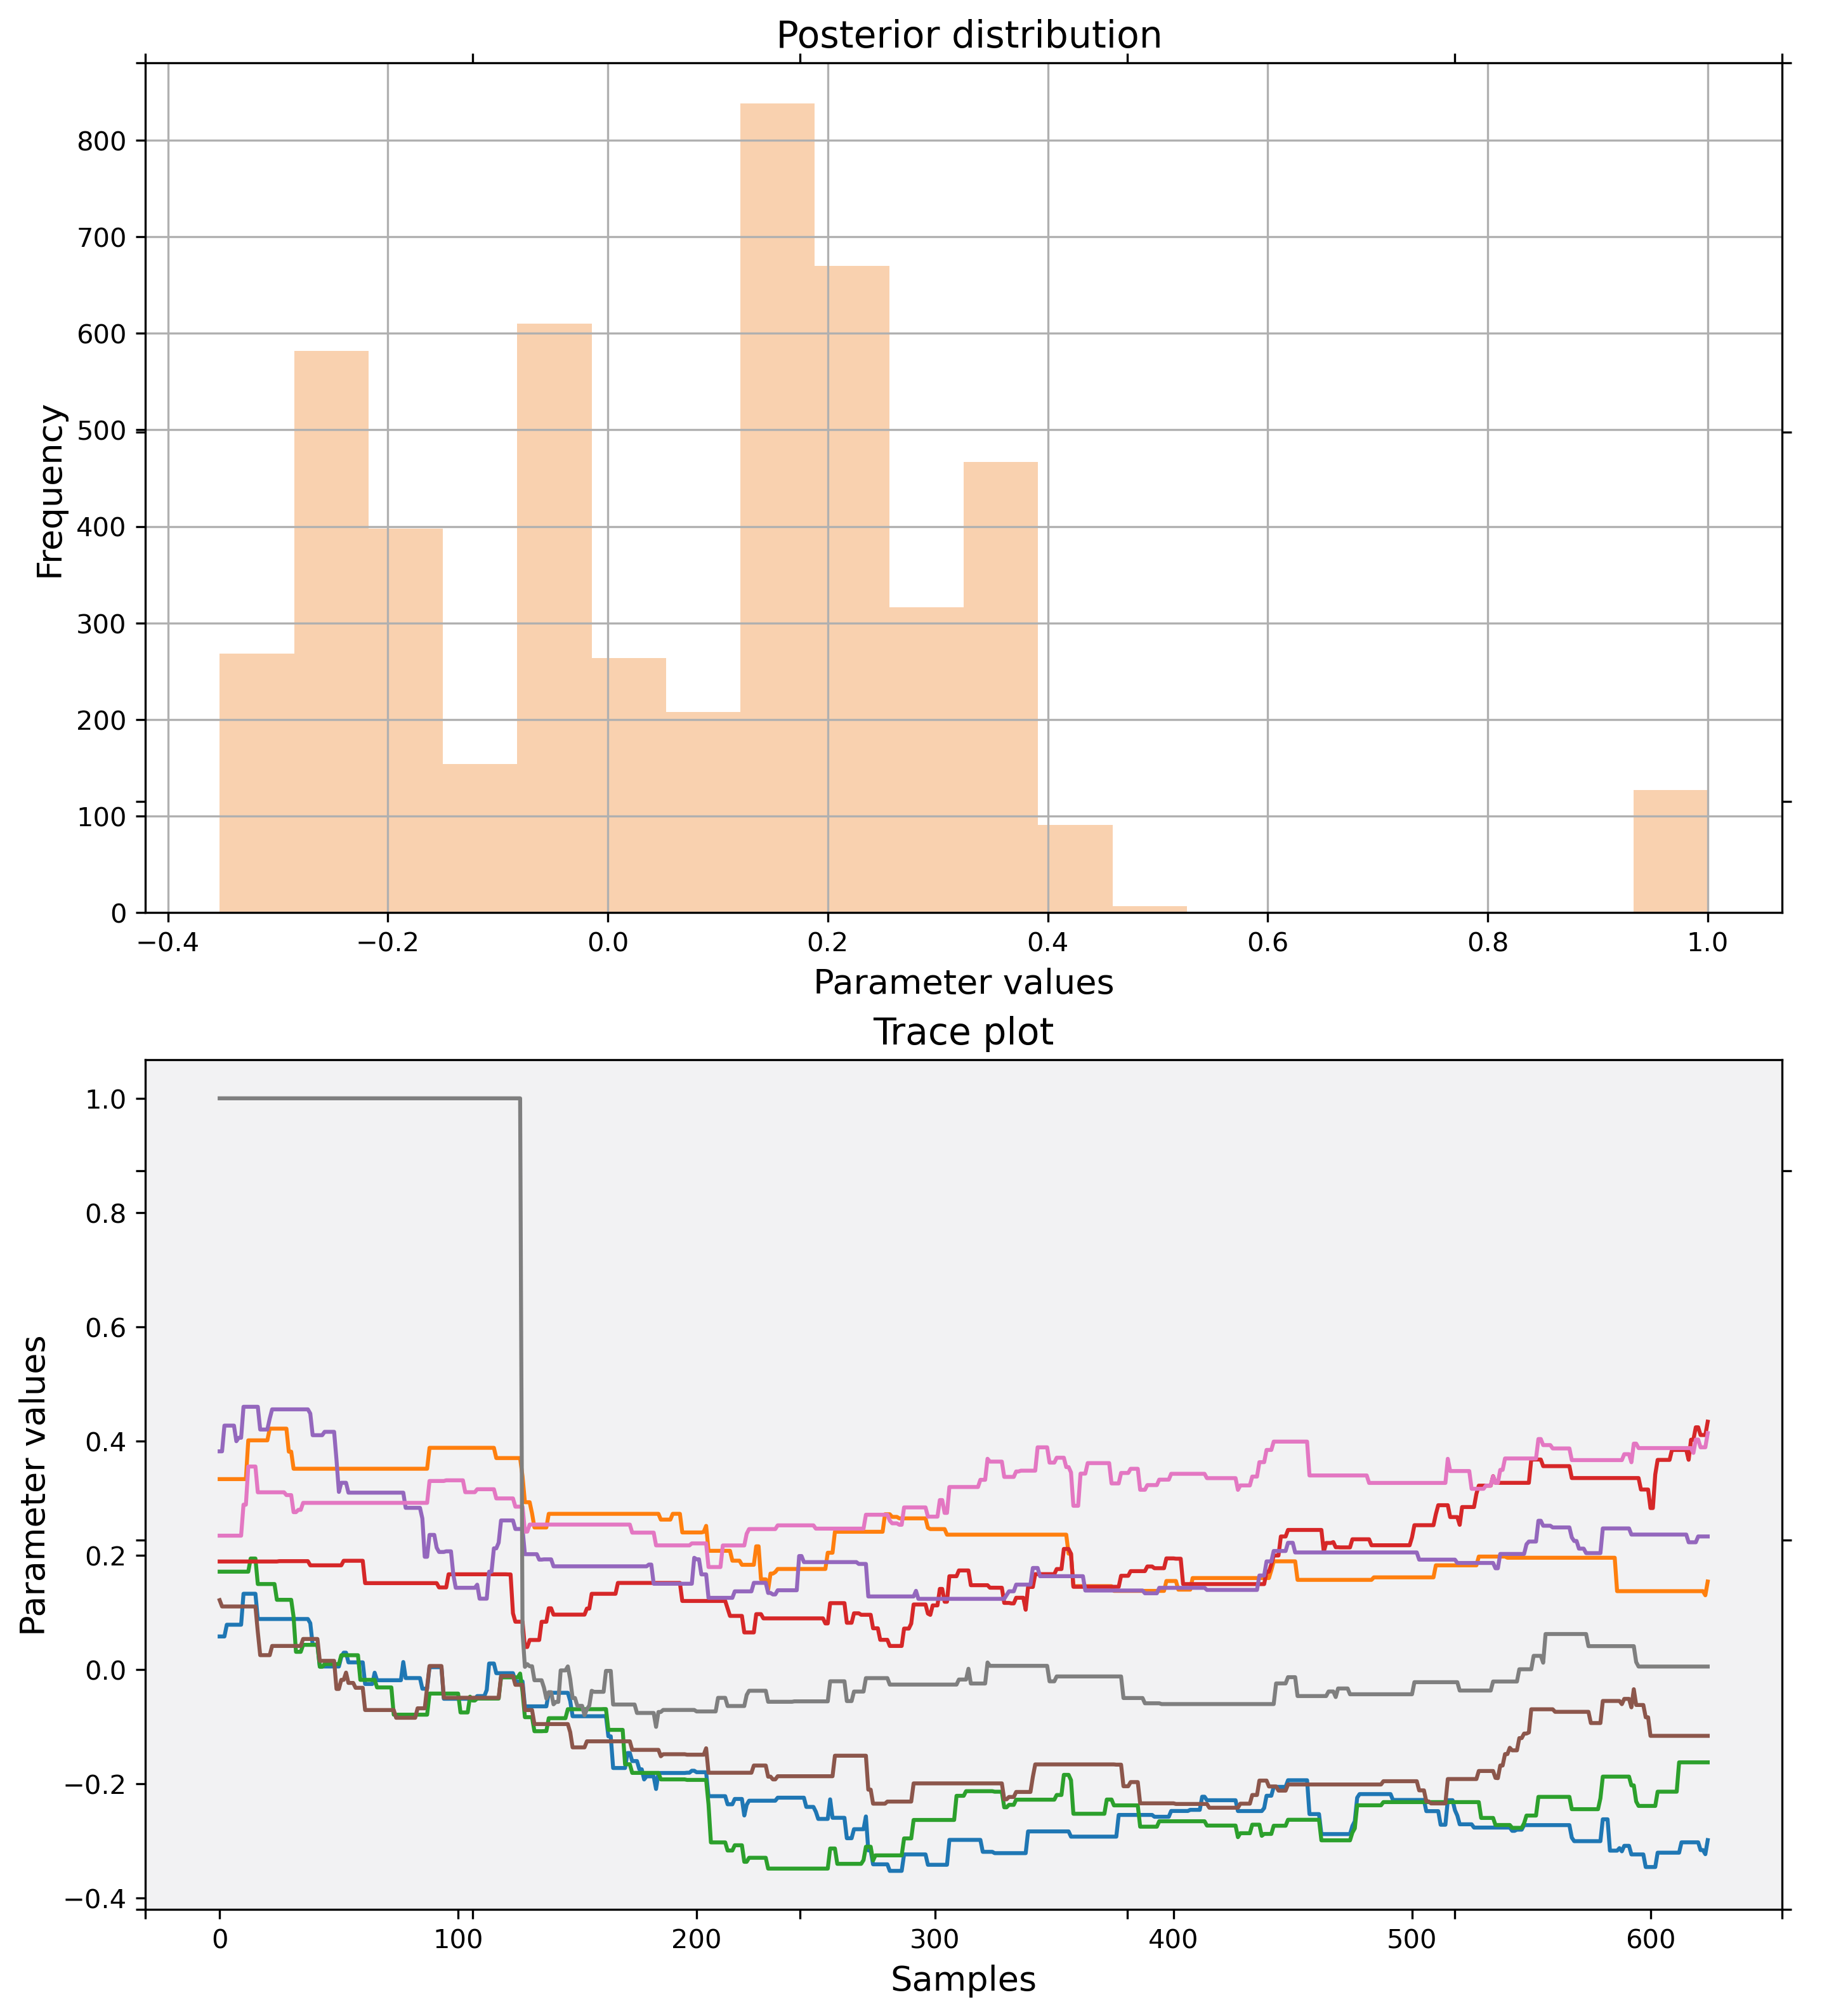 Posterior distribution
Frequency
800
700
600
500
400
300
200
100
0
−0.4 −0.2 0.0 0.2 0.4 0.6 0.8 1.0
Parameter values
Trace plot
Parameter values
1.0
0.8
0.6
0.4
0.2
0.0
−0.2
−0.4
0 100 200 300 400 500 600
Samples